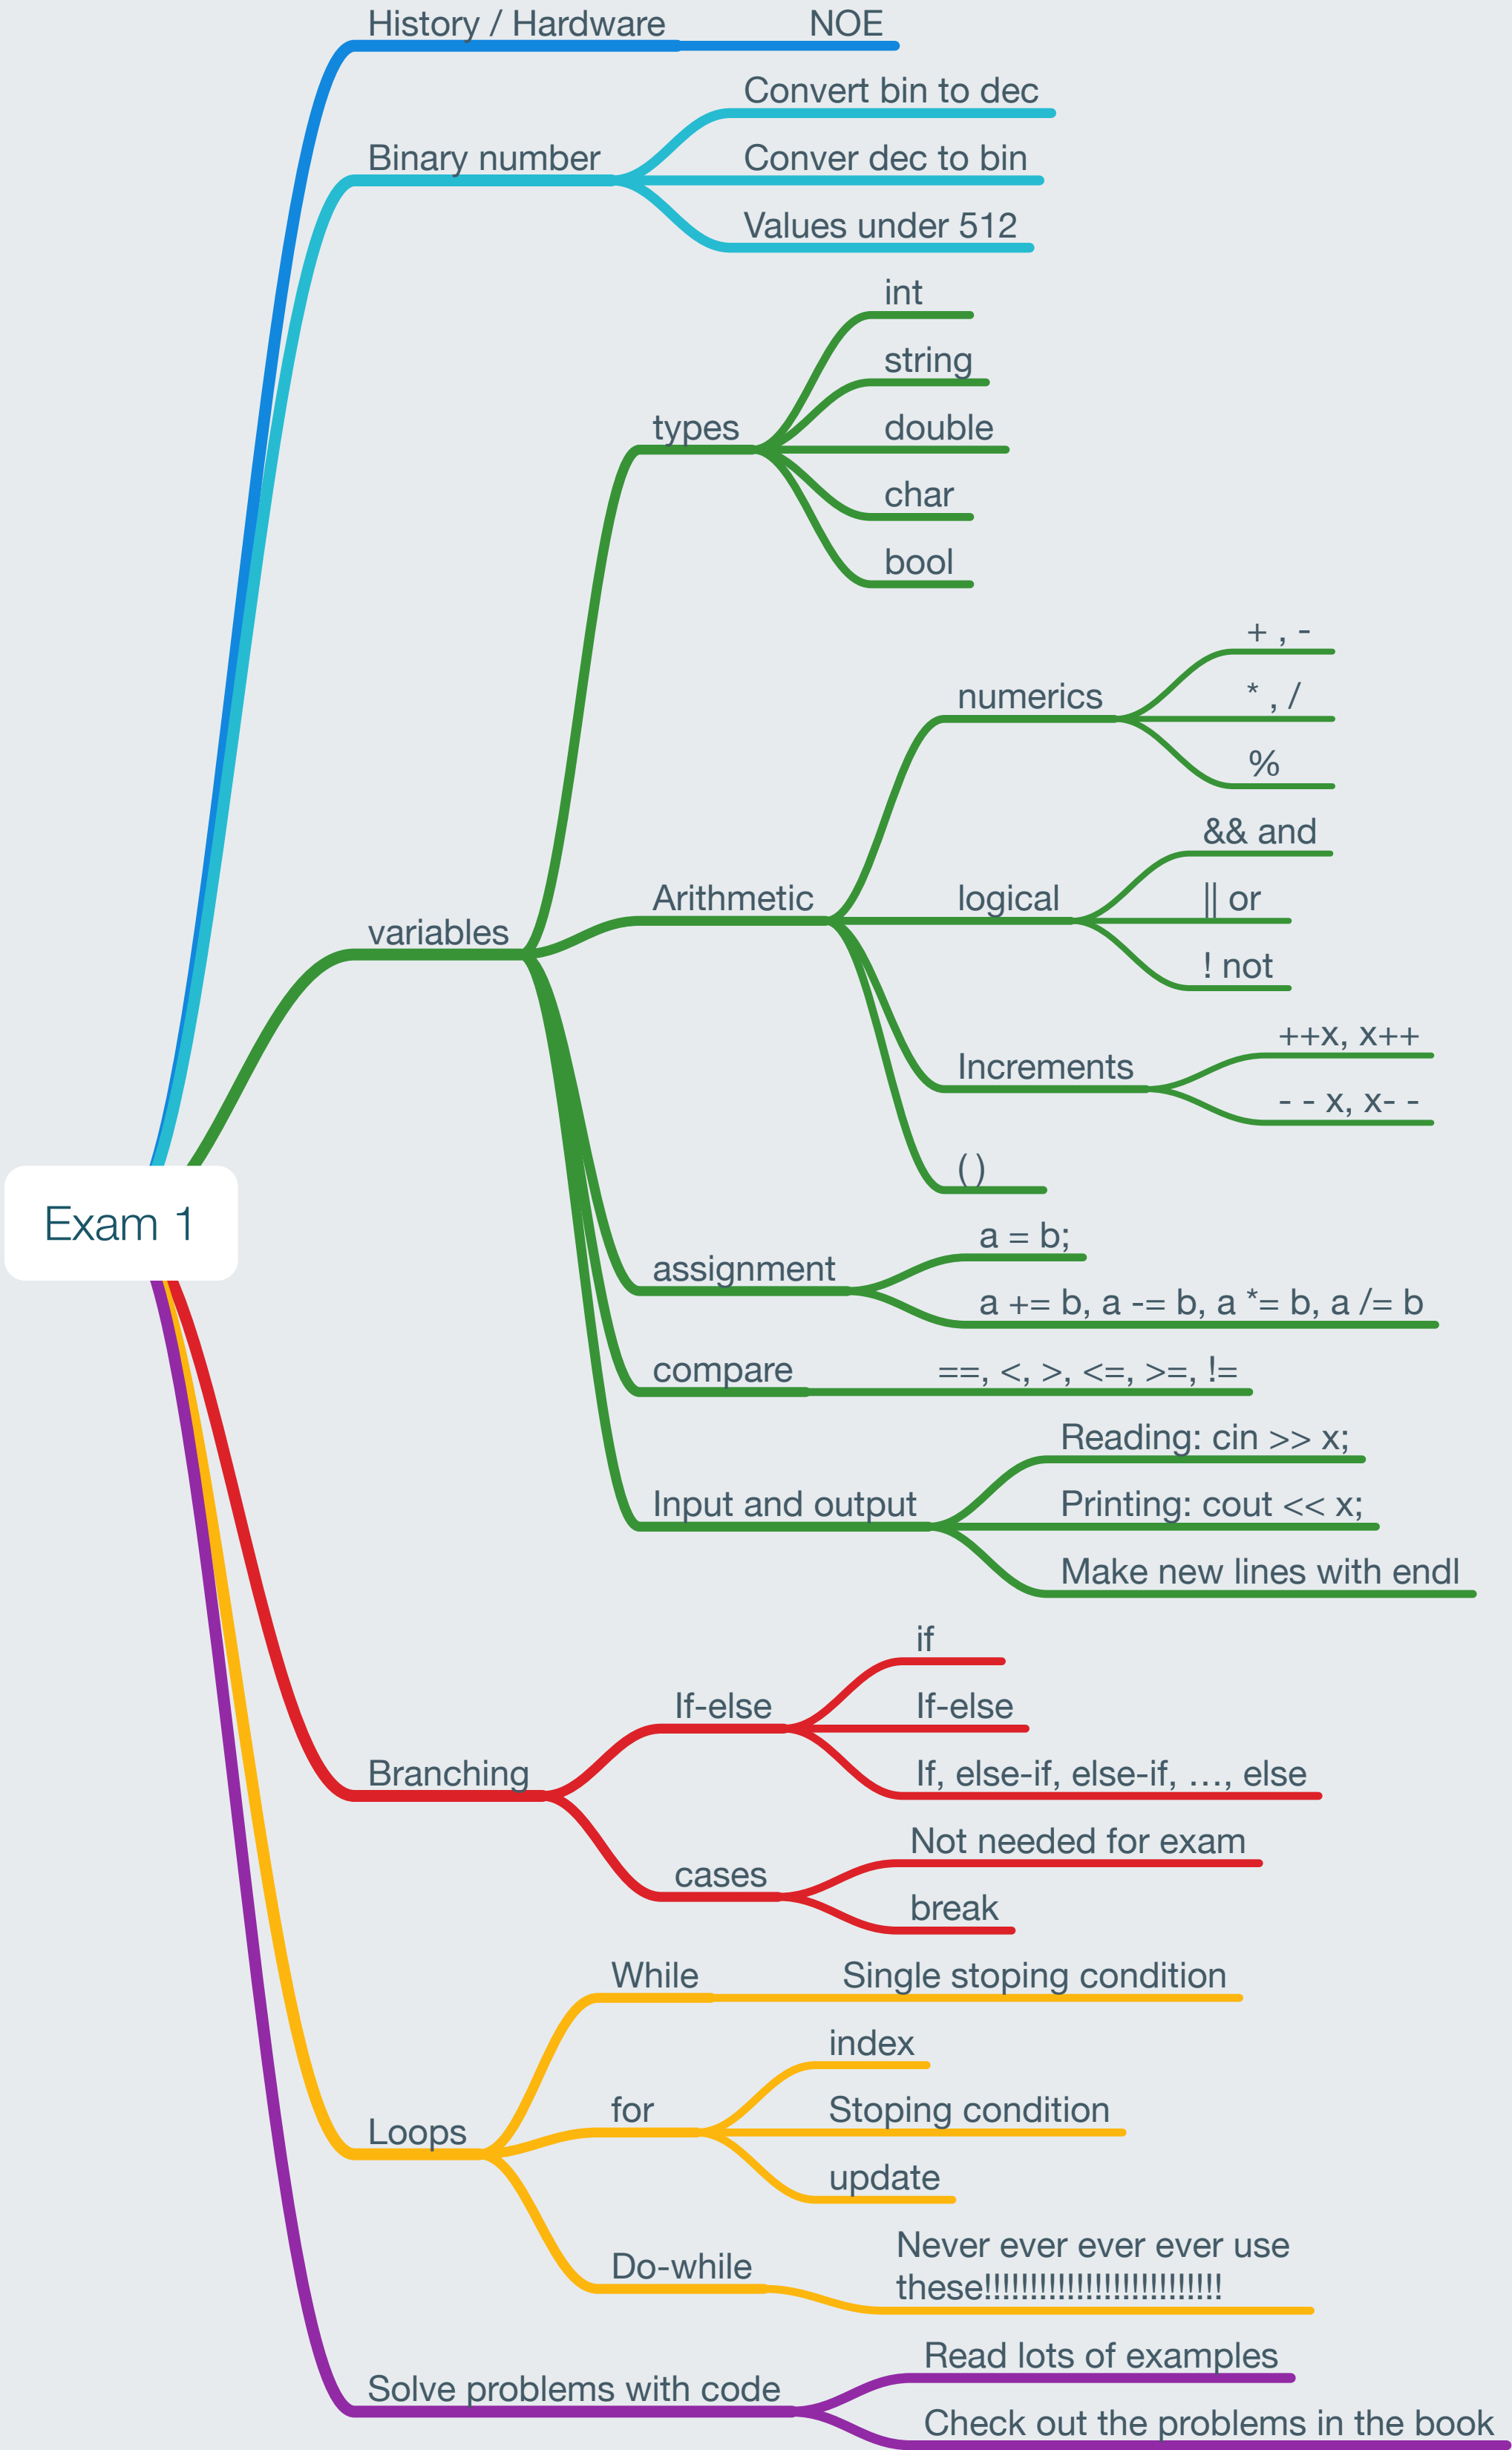 History / Hardware
NOE
Binary number
Convert bin to dec
Conver dec to bin
Values under 512
variables
types
int
string
double
char
bool
Arithmetic
numerics
+ , -
* , /
%
logical
&& and
|| or
! not
Increments
++x, x++
- - x, x- -
( )
assignment
a = b;
a += b, a -= b, a *= b, a /= b
compare
==, <, >, <=, >=, !=
Input and output
Reading: cin >> x;
Printing: cout << x;
Make new lines with endl
Exam 1
Branching
If-else
if
If-else
If, else-if, else-if, …, else
cases
Not needed for exam
break
Loops
While
Single stoping condition
for
index
Stoping condition
update
Do-while
Never ever ever ever use
these!!!!!!!!!!!!!!!!!!!!!!!!!!
Solve problems with code
Read lots of examples
Check out the problems in the book